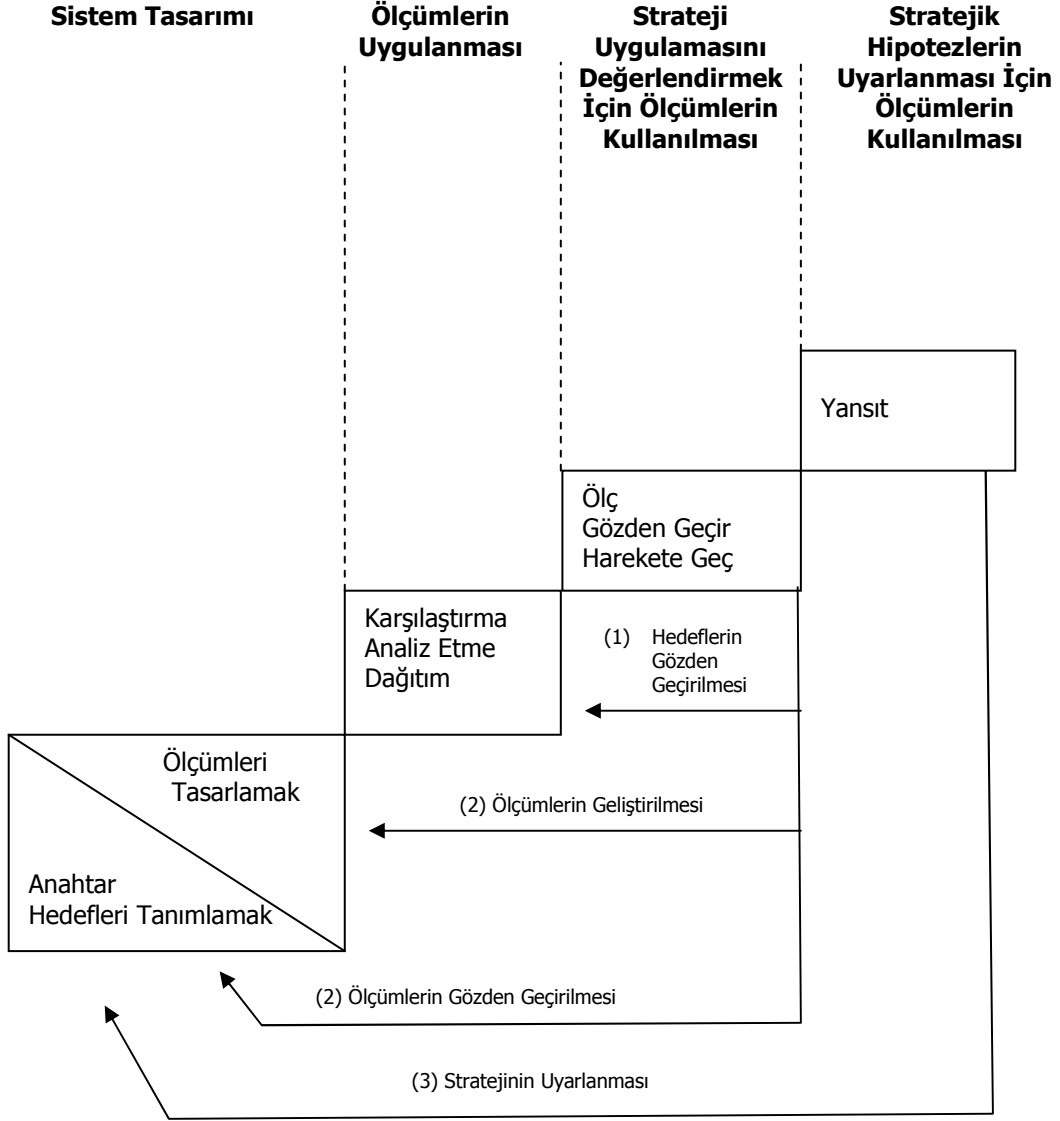 Sistem Tasarımı
Ölçümlerin
Uygulanması
Strateji
Uygulamasını
Değerlendirmek
İçin Ölçümlerin
Kullanılması
Stratejik
Hipotezlerin
Uyarlanması İçin
Ölçümlerin
Kullanılması
Yansıt
Ölç
Gözden Geçir
Harekete Geç
Karşılaştırma
Analiz Etme
Dağıtım
(1) Hedeflerin
Gözden
Geçirilmesi
Ölçümleri
Tasarlamak
(2) Ölçümlerin Geliştirilmesi
Anahtar
Hedefleri Tanımlamak
(2) Ölçümlerin Gözden Geçirilmesi
(3) Stratejinin Uyarlanması